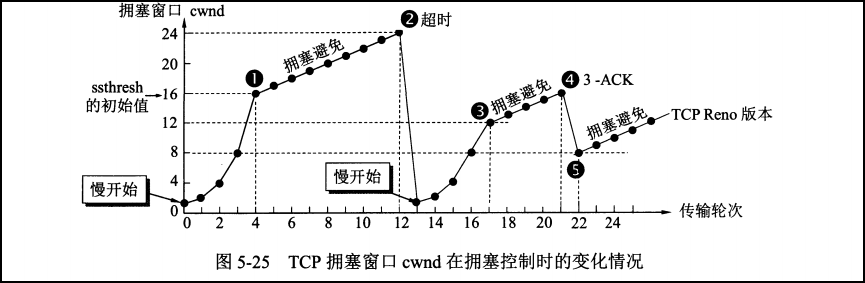 拥塞窗口 cwnd
❷超时
24
20
16
12
8
4
0
ssthresh
的初始值
❶
拥塞避免
❸
拥塞避免
❹ 3-ACK
拥塞避免
TCP Reno 版本
❺
慢开始
慢开始
0 2 4 6 8 10 12 14 16 18 20 22 24
传输轮次
图 5-25 TCP 拥塞窗口 cwnd 在拥塞控制时的变化情况